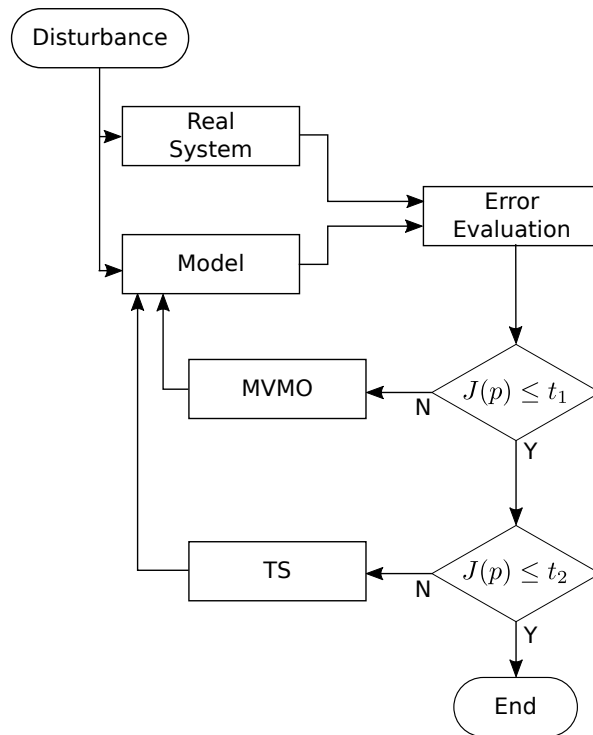 Disturbance
Real
System
Error
Evaluation
Model
MVMO
N
J(p) ≤ t₁
Y
TS
N
J(p) ≤ t₂
Y
End